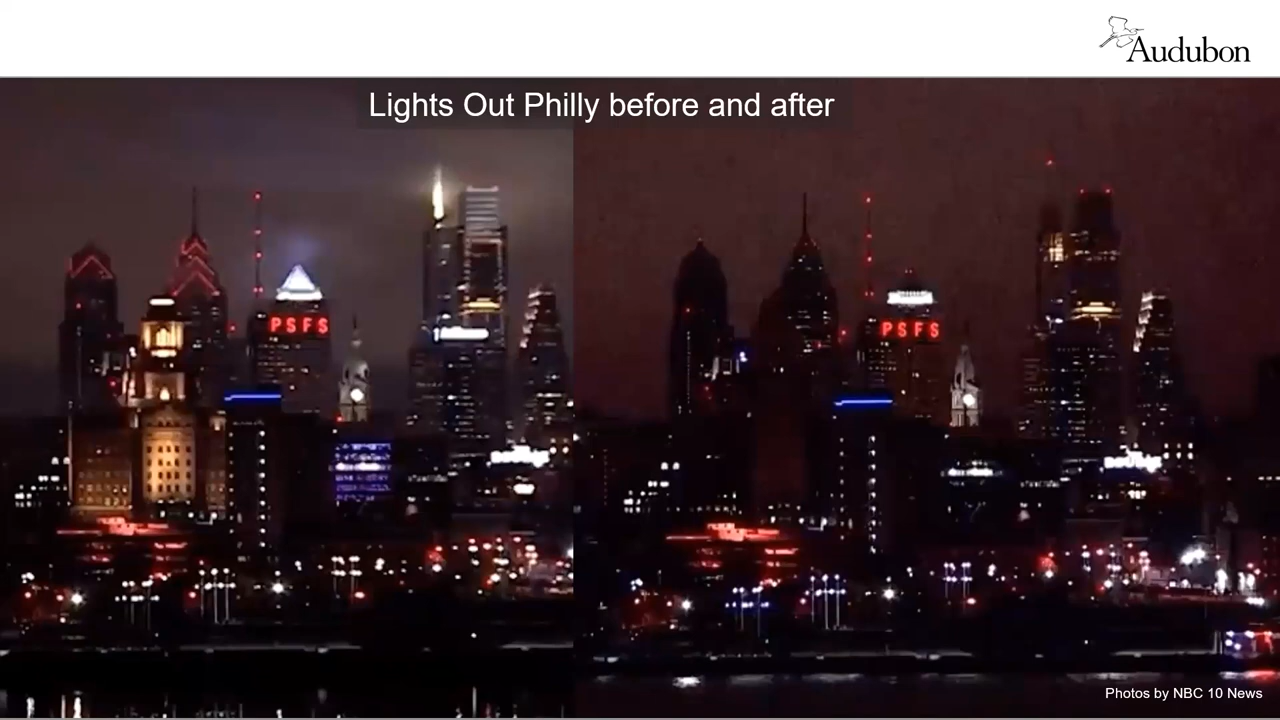 Audubon
Lights Out Philly before and after
PSFS
PSFS
Photos by NBC 10 News